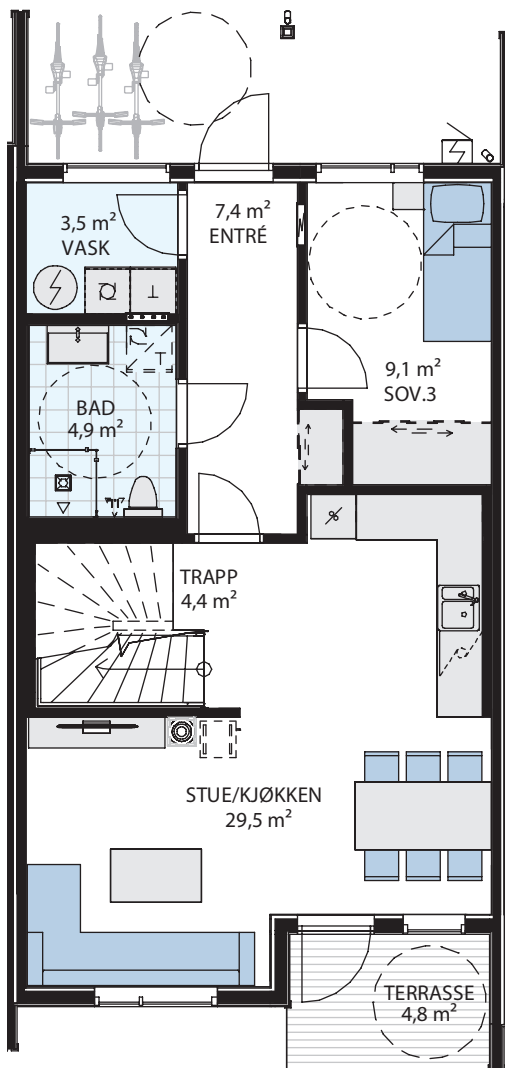 3,5 m²
VASK
7,4 m²
ENTRÉ
9,1 m²
SOV.3
BAD
4,9 m²
T
TRAPP
4,4 m²
STUE/KJØKKEN
29,5 m²
TERRASSE
4,8 m²